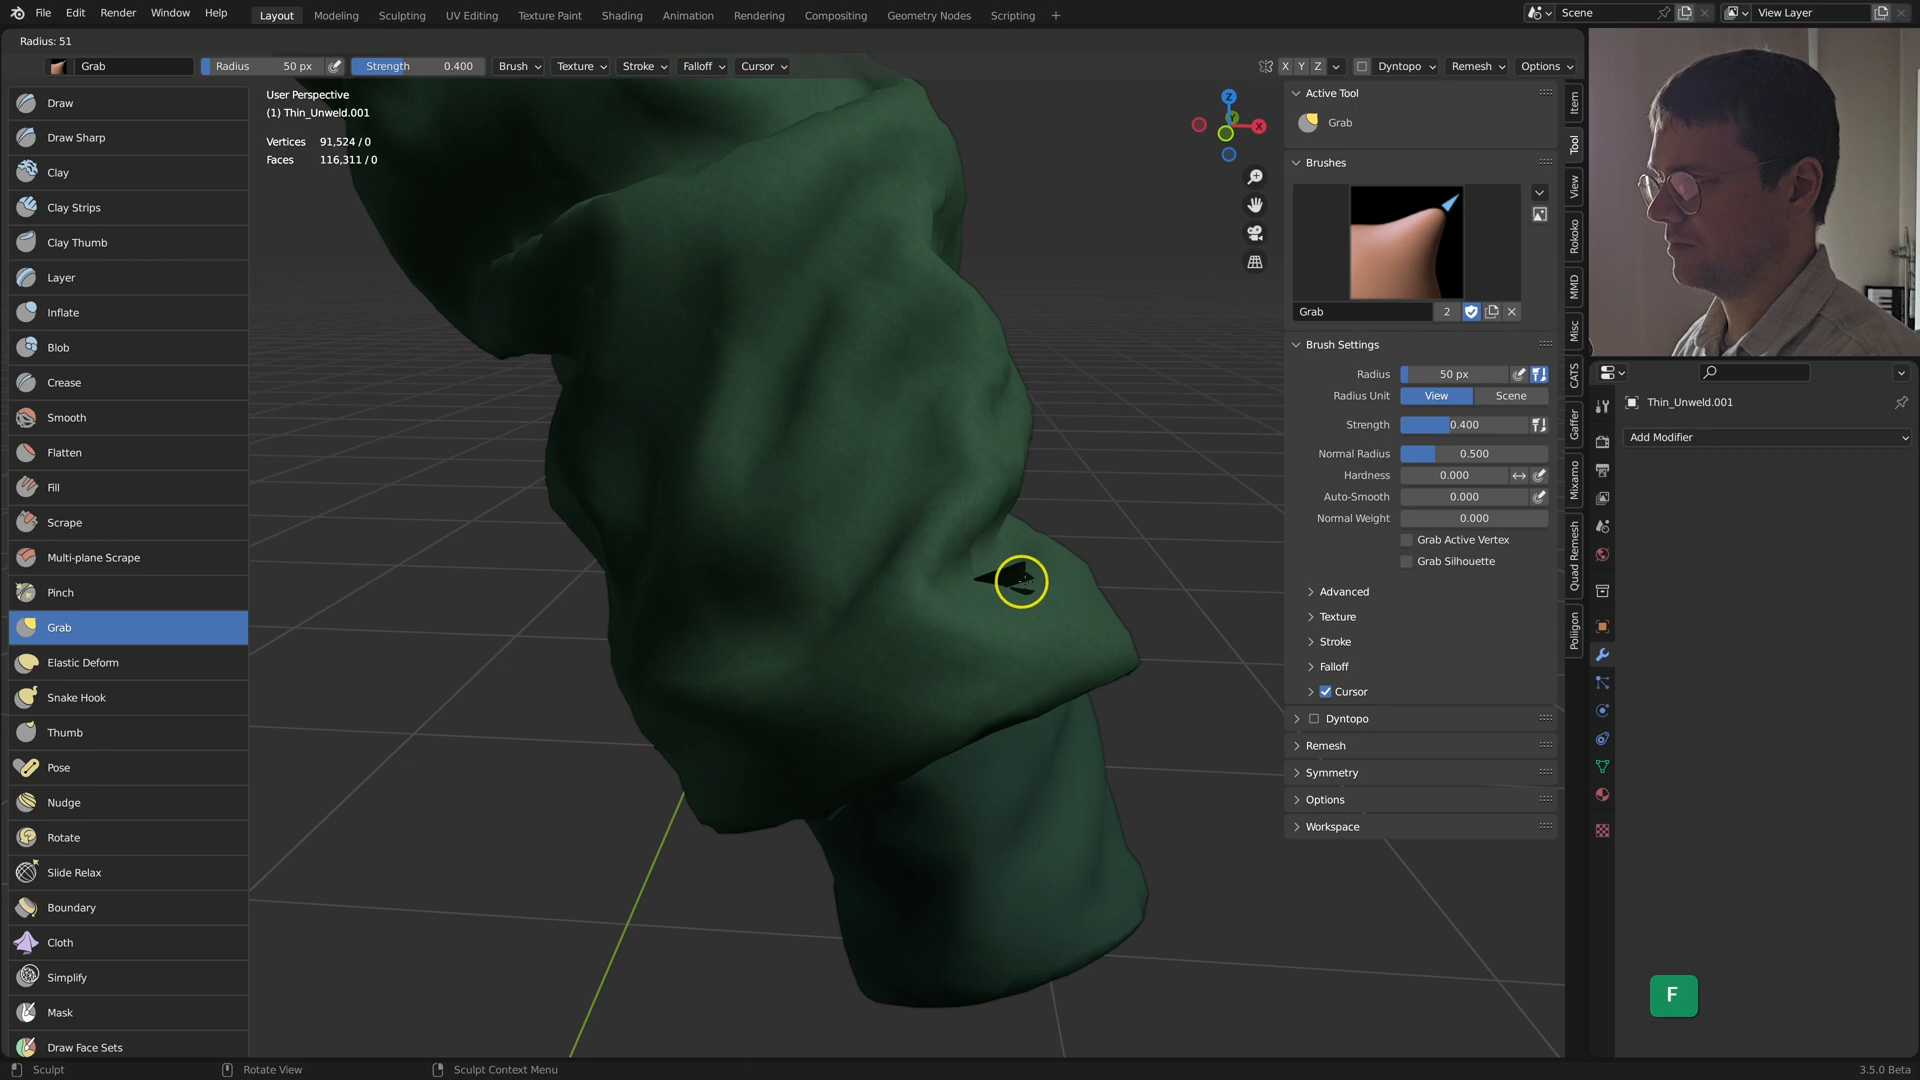 File Edit Render Window Help
Layout Modeling Sculpting UV Editing Texture Paint Shading Animation Rendering Compositing Geometry Nodes Scripting +
Scene
View Layer
Radius: 51
Grab
Radius 50 px
Strength 0.400
Brush Texture Stroke Falloff Cursor
X Y Z
Dyntopo Remesh Options
Draw
Draw Sharp
Clay
Clay Strips
Clay Thumb
Layer
Inflate
Blob
Crease
Smooth
Flatten
Fill
Scrape
Multi-plane Scrape
Pinch
Grab
Elastic Deform
Snake Hook
Thumb
Pose
Nudge
Rotate
Slide Relax
Boundary
Cloth
Simplify
Mask
Draw Face Sets
User Perspective
(1) Thin_Unweld.001
Vertices 91,524 / 0
Faces 116,311 / 0
Z
X
Active Tool
Grab
Brushes
Grab 2
Brush Settings
Radius 50 px
Radius Unit View Scene
Strength 0.400
Normal Radius 0.500
Hardness 0.000
Auto-Smooth 0.000
Normal Weight 0.000
Grab Active Vertex
Grab Silhouette
Advanced
Texture
Stroke
Falloff
Cursor
Dyntopo
Remesh
Symmetry
Options
Workspace
Item
Tool
View
Rokoko
MMD
Misc
CATS
Gaffer
Mixamo
Quad Remesh
Poliigon
Thin_Unweld.001
Add Modifier
F
Sculpt
Rotate View
Sculpt Context Menu
3.5.0 Beta